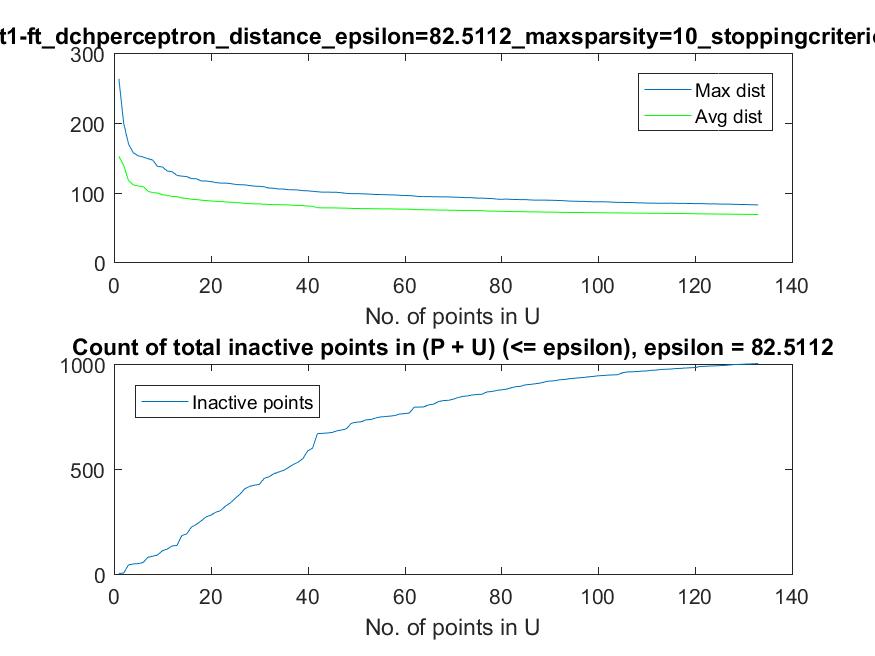 t1-ft_dchperceptron_distance_epsilon=82.5112_maxsparsity=10_stoppingcriteri
300
200
100
0
Max dist
Avg dist
0 20 40 60 80 100 120 140
No. of points in U
Count of total inactive points in (P + U) (<= epsilon), epsilon = 82.5112
1000
500
0
Inactive points
0 20 40 60 80 100 120 140
No. of points in U